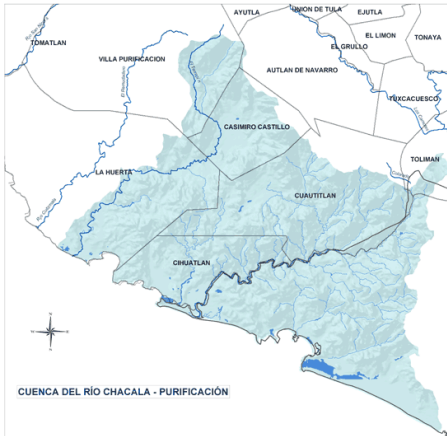 AYUTLA
UNION DE TULA
EJUTLA
TOMATLAN
EL LIMON
TONAYA
EL GRULLO
VILLA PURIFICACION
AUTLAN DE NAVARRO
TUXCACUESCO
CASIMIRO CASTILLO
TOLIMAN
LA HUERTA
CUAUTITLAN
CIHUATLAN
CUENCA DEL RÍO CHACALA - PURIFICACIÓN